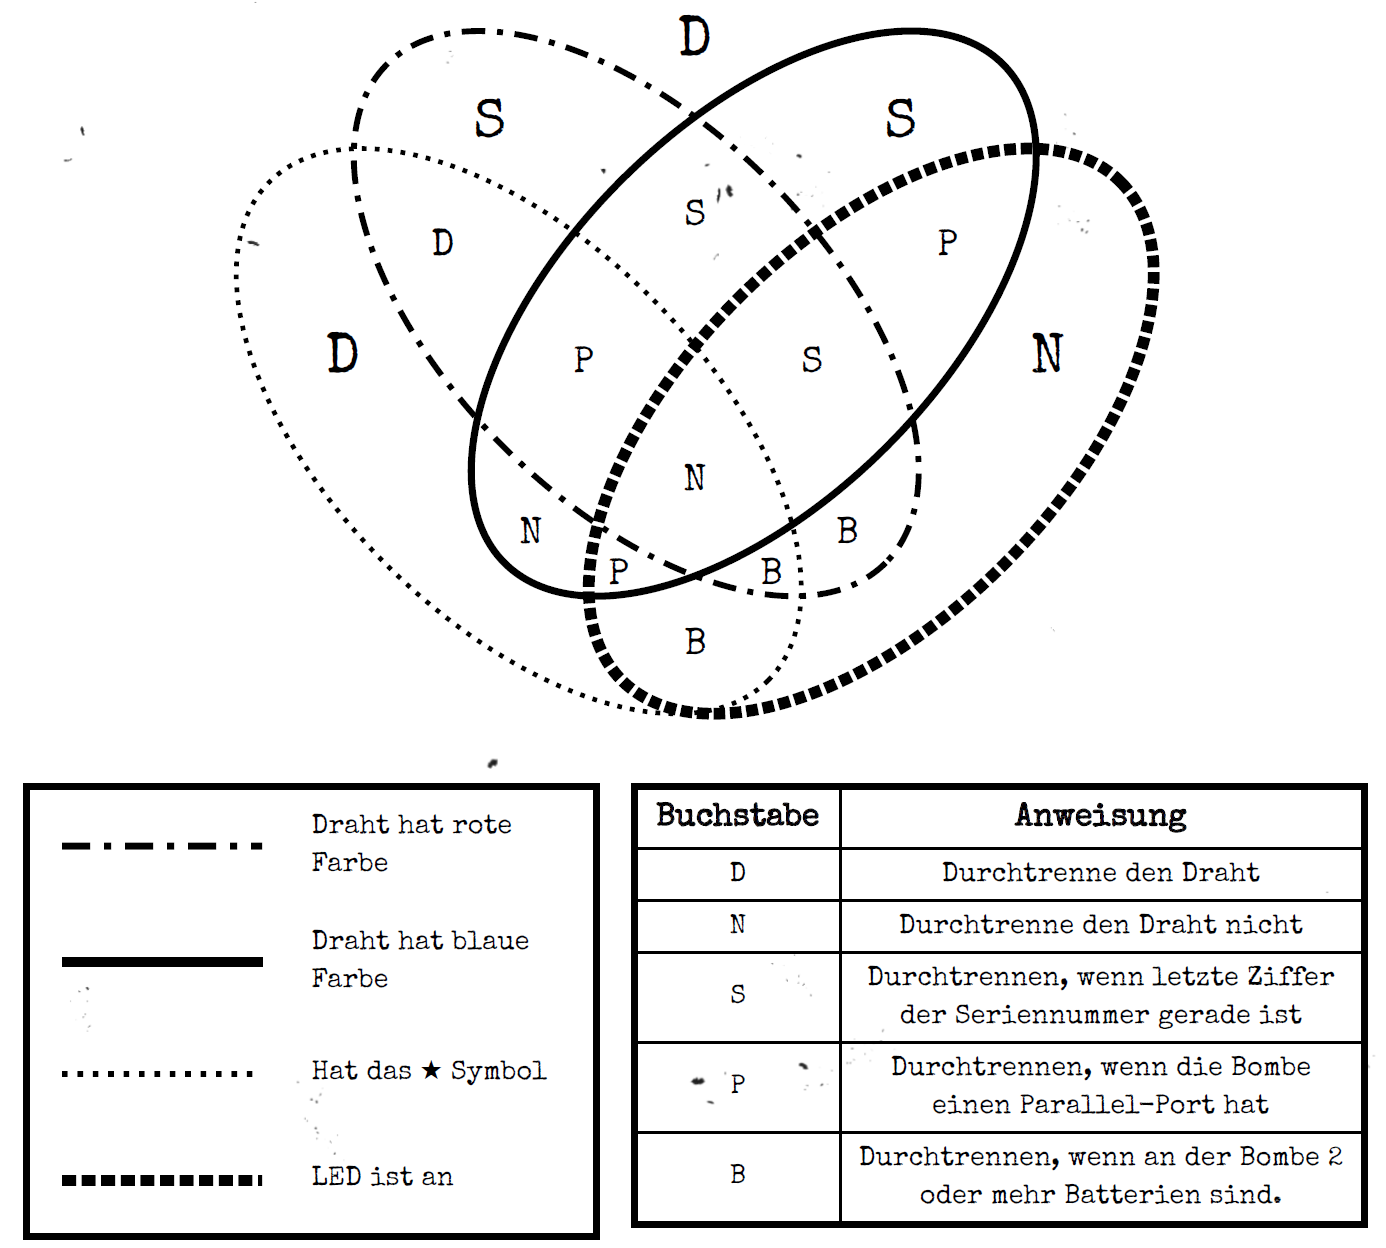 D
S
S
S
D
P
D
P
S
N
N
N
B
P
B
B
Draht hat rote
Farbe
Draht hat blaue
Farbe
Hat das ★ Symbol
LED ist an
Buchstabe Anweisung
D Durchtrenne den Draht
N Durchtrenne den Draht nicht
S Durchtrennen, wenn letzte Ziffer
der Seriennummer gerade ist
P Durchtrennen, wenn die Bombe
einen Parallel-Port hat
B Durchtrennen, wenn an der Bombe 2
oder mehr Batterien sind.